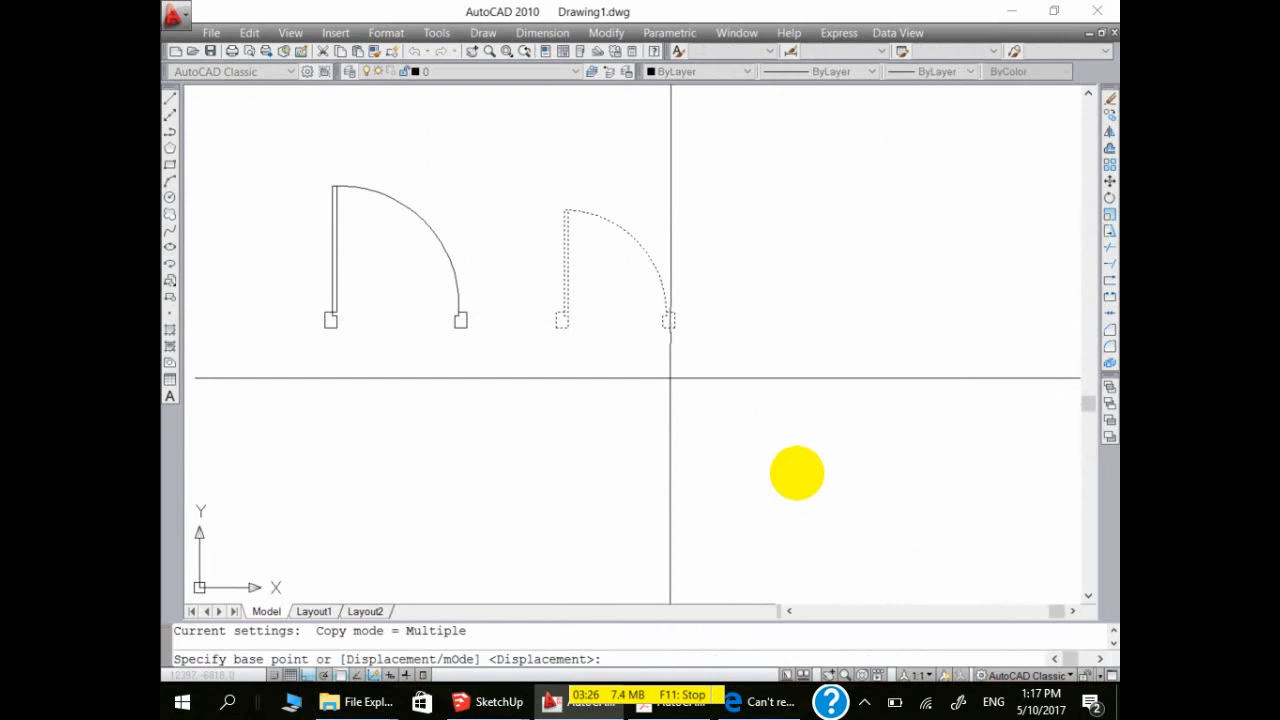 AutoCAD 2010 Drawing1.dwg
File Edit View Insert Format Tools Draw Dimension Modify Parametric Window Help Express Data View
AutoCAD Classic 0 ByLayer ByLayer ByLayer ByColor
A
Y
X
Model Layout1 Layout2
Current settings: Copy mode = Multiple
Specify base point or [Displacement/mOde] <Displacement>:
1:1 AutoCAD Classic
File Expl... SketchUp 03:26 7.4 MB F11: Stop Can't re... ? ENG 1:17 PM
5/10/2017 2